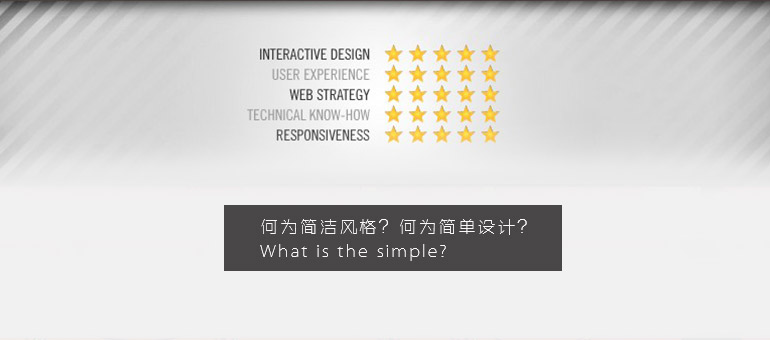 INTERACTIVE DESIGN
USER EXPERIENCE
WEB STRATEGY
TECHNICAL KNOW-HOW
RESPONSIVENESS
何为简洁风格？何为简单设计？
What is the simple?